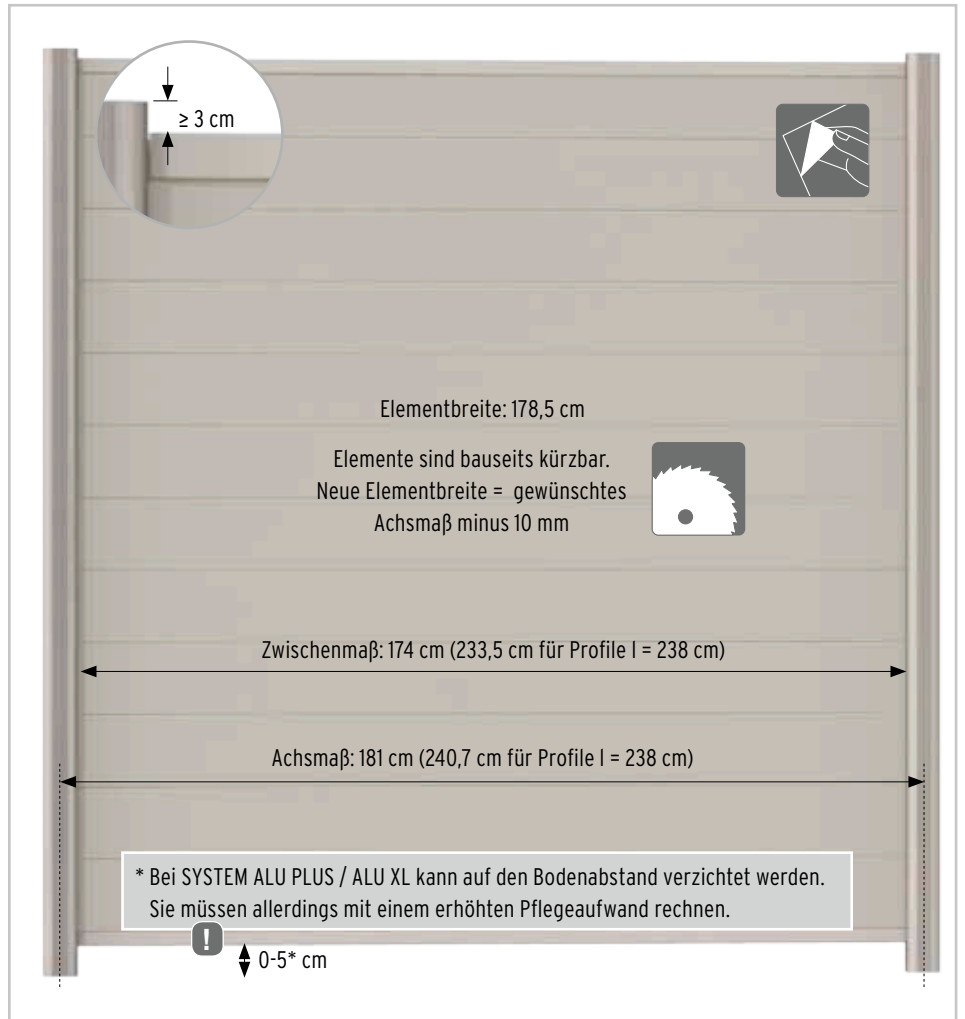 ≥ 3 cm
Elementbreite: 178,5 cm
Elemente sind bauseits kürzbar.
Neue Elementbreite = gewünschtes
Achsmaß minus 10 mm
Zwischenmaß: 174 cm (233,5 cm für Profile l = 238 cm)
Achsmaß: 181 cm (240,7 cm für Profile l = 238 cm)
* Bei SYSTEM ALU PLUS / ALU XL kann auf den Bodenabstand verzichtet werden.
Sie müssen allerdings mit einem erhöhten Pflegeaufwand rechnen.
!
0-5* cm